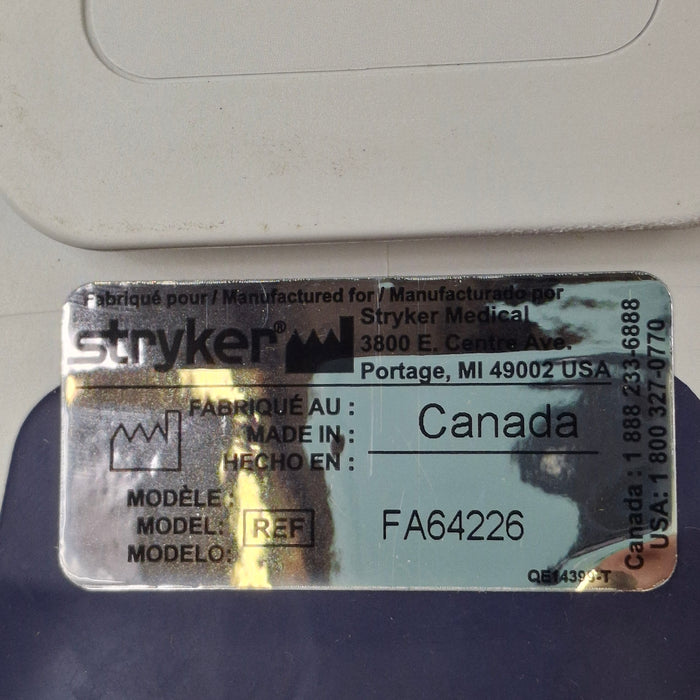 Fabriqué pour / Manufactured for / Manufacturado por
stryker®
Stryker Medical
3800 E. Centre Ave.
Portage, MI 49002 USA
FABRIQUÉ AU :
MADE IN :
HECHO EN :
Canada
MODÈLE :
MODEL:
MODELO:
REF
FA64226
QE14399-T
Canada : 1 888 233-6888
USA: 1 800 327-0770